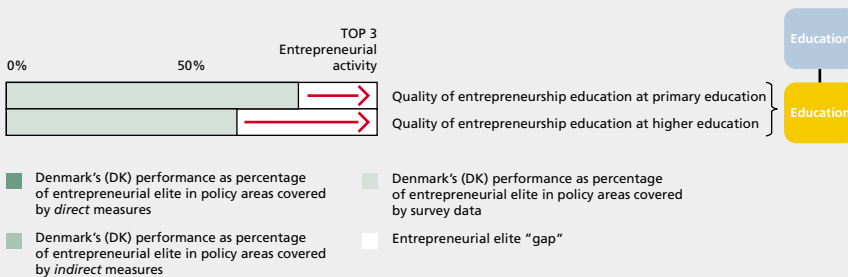 TOP 3
Entrepreneurial
activity
0%
50%
Education
Quality of entrepreneurship education at primary education
Quality of entrepreneurship education at higher education
Education
Denmark's (DK) performance as percentage
of entrepreneurial elite in policy areas covered
by direct measures
Denmark's (DK) performance as percentage
of entrepreneurial elite in policy areas covered
by survey data
Denmark's (DK) performance as percentage
of entrepreneurial elite in policy areas covered
by indirect measures
Entrepreneurial elite “gap”